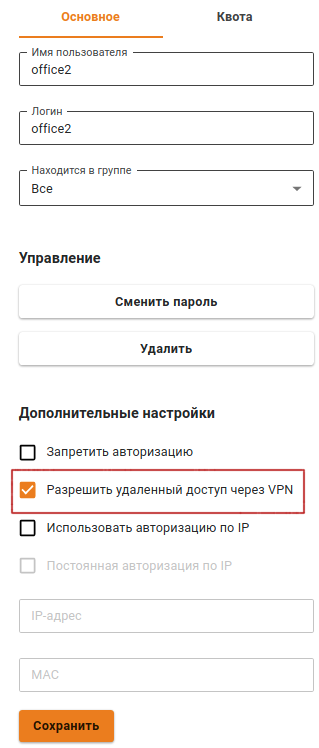 Основное
Квота
Имя пользователя
office2
Логин
office2
Находится в группе
Все
Управление
Сменить пароль
Удалить
Дополнительные настройки
Запретить авторизацию
Разрешить удаленный доступ через VPN
Использовать авторизацию по IP
Постоянная авторизация по IP
IP-адрес
MAC
Сохранить